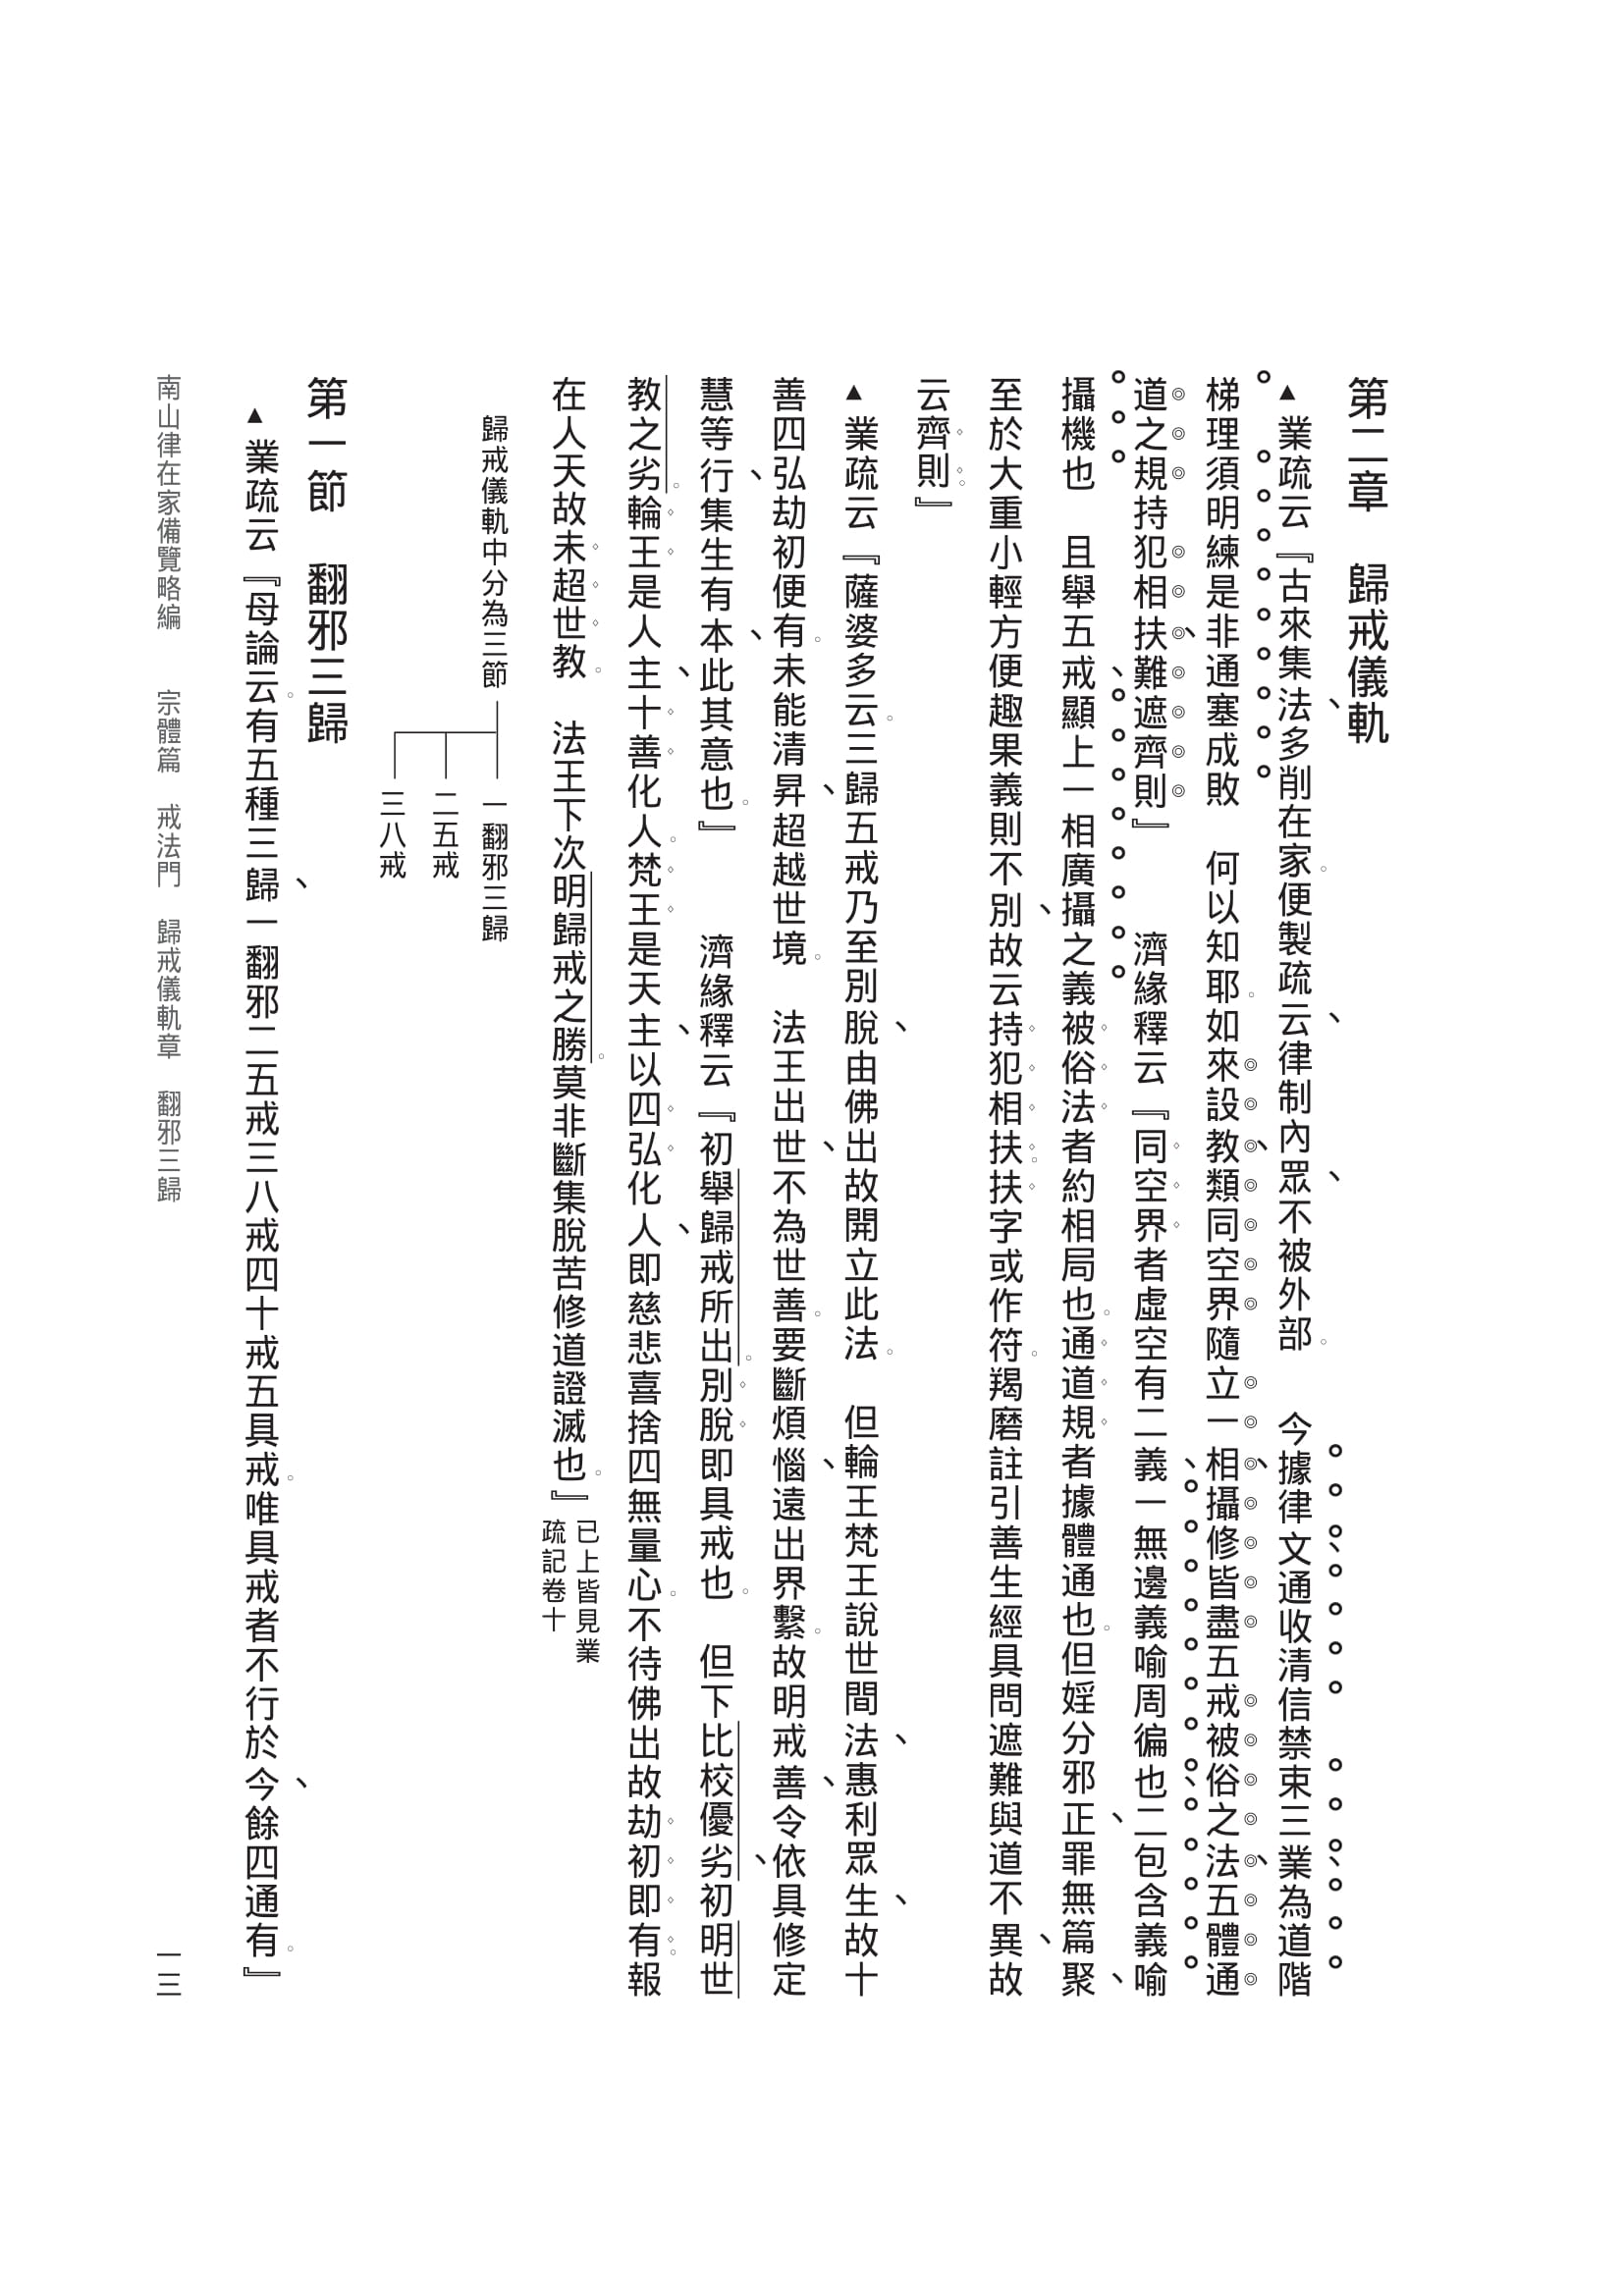 第二章　歸戒儀軌
▲業疏云『古來集法多削在家便製疏云律制內眾不被外部　今據律文通收清信禁束三業為道階
梯理須明練是非通塞成敗　何以知耶如來設教類同空界隨立一相攝修皆盡五戒被俗之法五體通
道之規持犯相扶難遮齊則』　　濟緣釋云『同空界者虛空有二義一無邊義喻周徧也二包含義喻
攝機也　且舉五戒顯上一相廣攝之義被俗法者約相局也通道規者據體通也但婬分邪正罪無篇聚
至於大重小輕方便趣果義則不別故云持犯相扶扶字或作符羯磨註引善生經具問遮難與道不異故
云齊則』
▲業疏云『薩婆多云三歸五戒乃至別脫由佛出故開立此法　但輪王梵王說世間法惠利眾生故十
善四弘劫初便有未能清昇超越世境　法王出世不為世善要斷煩惱遠出界繫故明戒善令依具修定
慧等行集生有本此其意也』　　濟緣釋云『初舉歸戒所出別脫即具戒也　但下比校優劣初明世
教之劣輪王是人主十善化人梵王是天主以四弘化人即慈悲喜捨四無量心不待佛出故劫初即有報
在人天故未超世教　法王下次明歸戒之勝莫非斷集脫苦修道證滅也』已上皆見業
疏記卷十
歸戒儀軌中分為三節
一翻邪三歸
二五戒
三八戒
第一節　翻邪三歸
▲業疏云『母論云有五種三歸一翻邪二五戒三八戒四十戒五具戒唯具戒者不行於今餘四通有』
南山律在家備覽略編　　宗體篇　戒法門　歸戒儀軌章　翻邪三歸
一三